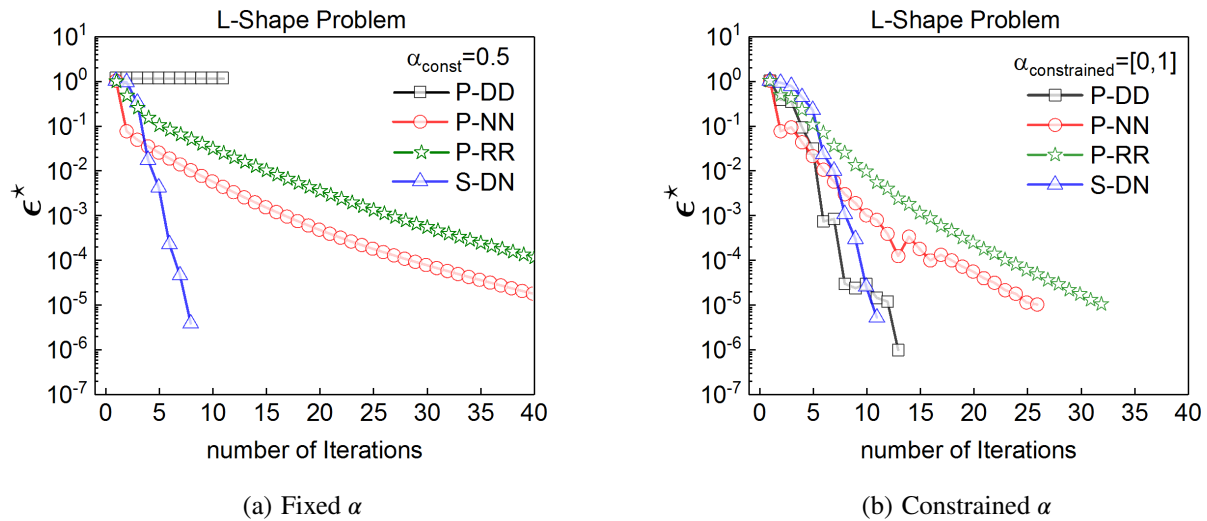 L-Shape Problem
10^1
10^0
10^-1
10^-2
10^-3
10^-4
10^-5
10^-6
10^-7
ϵ*
α_const=0.5
P-DD
P-NN
P-RR
S-DN
0 5 10 15 20 25 30 35 40
number of Iterations
(a) Fixed α
L-Shape Problem
10^1
10^0
10^-1
10^-2
10^-3
10^-4
10^-5
10^-6
10^-7
ϵ*
α_constrained=[0,1]
P-DD
P-NN
P-RR
S-DN
0 5 10 15 20 25 30 35 40
number of Iterations
(b) Constrained α